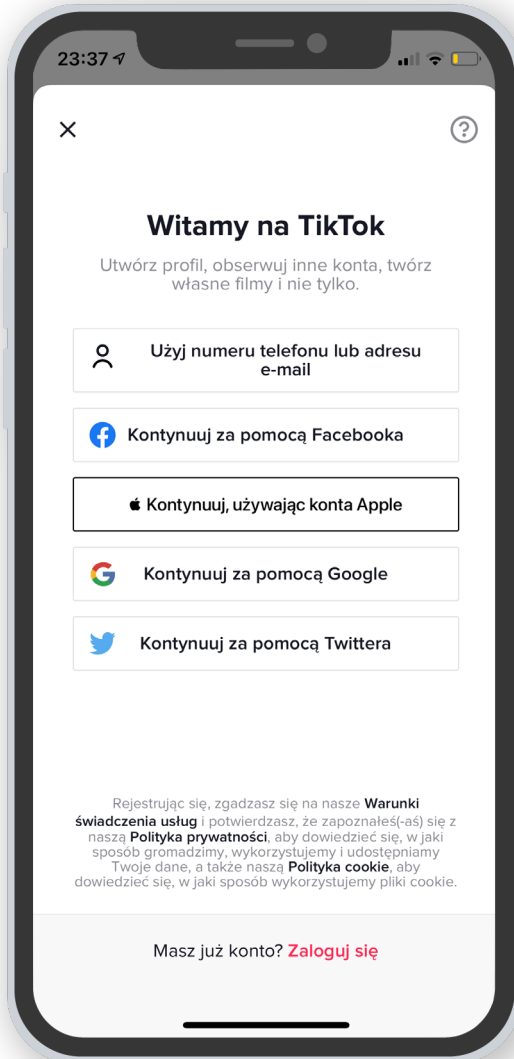 23:37
Witamy na TikTok
Utwórz profil, obserwuj inne konta, twórz
własne filmy i nie tylko.
Użyj numeru telefonu lub adresu
e-mail
Kontynuuj za pomocą Facebooka
Kontynuuj, używając konta Apple
Kontynuuj za pomocą Google
Kontynuuj za pomocą Twittera
Rejestrując się, zgadzasz się na nasze Warunki
świadczenia usług i potwierdzasz, że zapoznałeś(-aś) się z
naszą Polityka prywatności, aby dowiedzieć się, w jaki
sposób gromadzimy, wykorzystujemy i udostępniamy
Twoje dane, a także naszą Polityka cookie, aby
dowiedzieć się, w jaki sposób wykorzystujemy pliki cookie.
Masz już konto? Zaloguj się